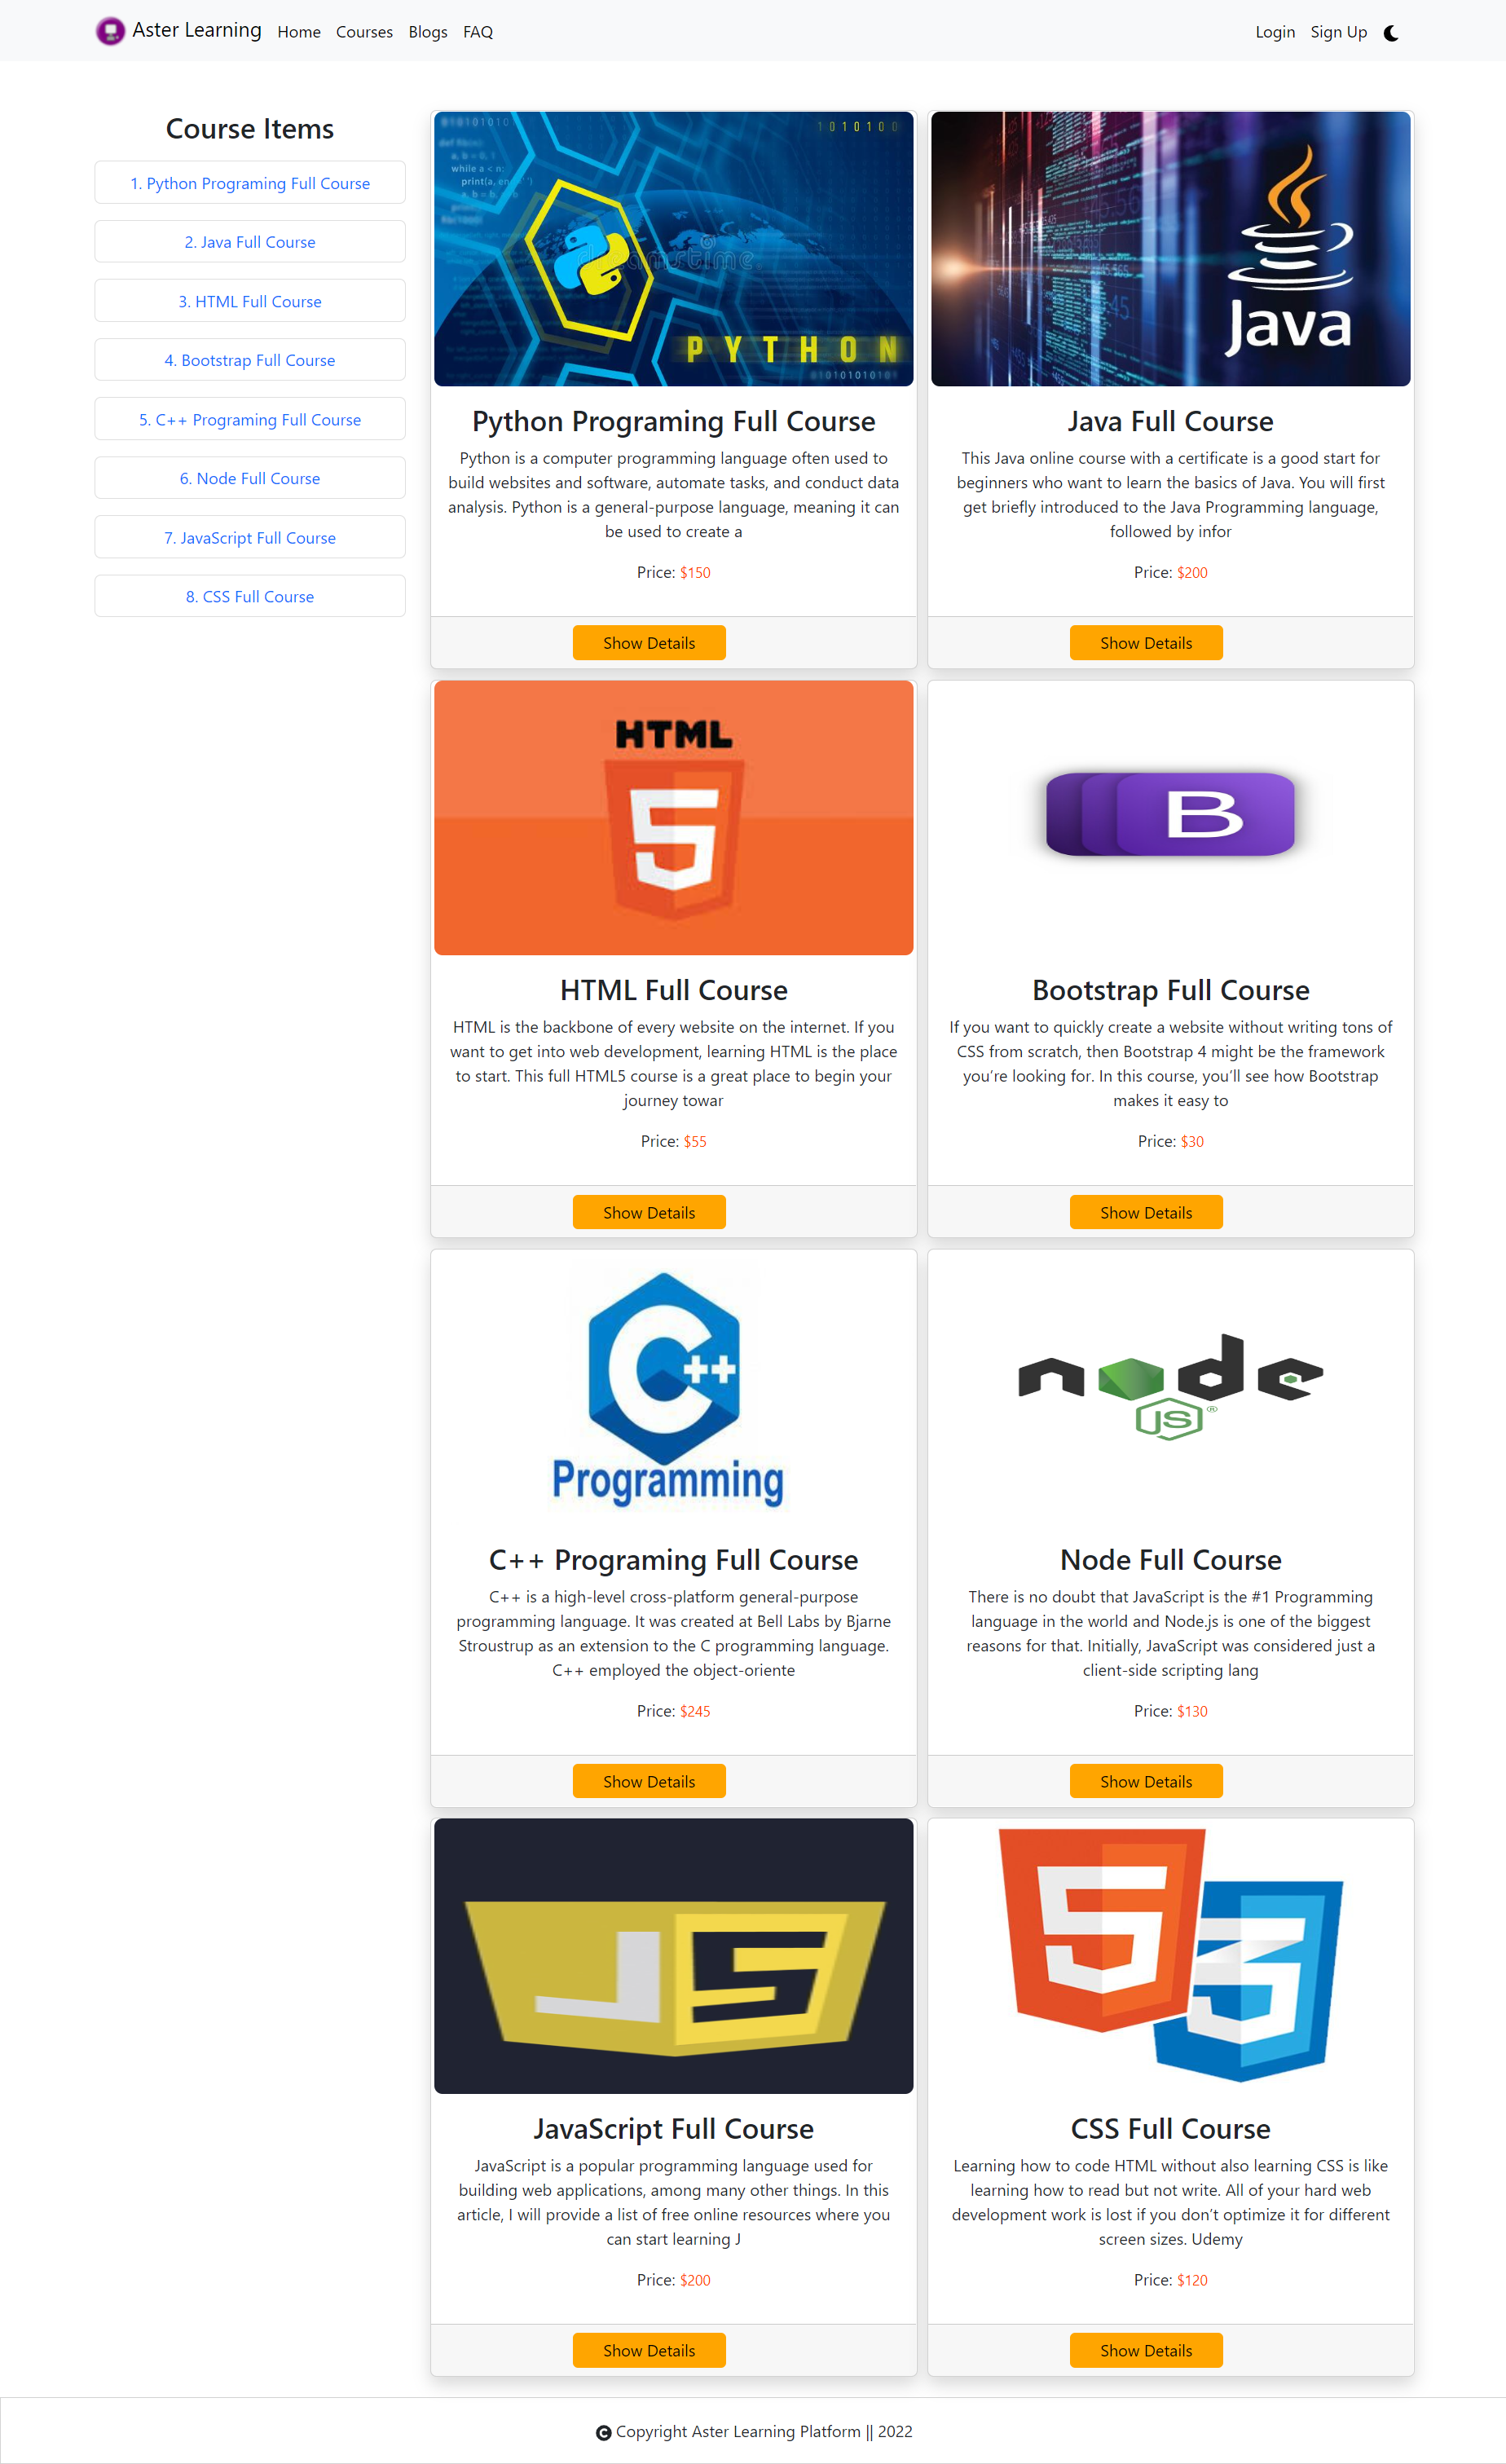 Aster Learning Home Courses Blogs FAQ Login Sign Up
Course Items
1. Python Programing Full Course
2. Java Full Course
3. HTML Full Course
4. Bootstrap Full Course
5. C++ Programing Full Course
6. Node Full Course
7. JavaScript Full Course
8. CSS Full Course
010101010
1010100
while a < n:
dreamstime
PYTHON
010101010101
Python Programing Full Course
Python is a computer programming language often used to
build websites and software, automate tasks, and conduct data
analysis. Python is a general-purpose language, meaning it can
be used to create a
Price: $150
Show Details
Java
Java Full Course
This Java online course with a certificate is a good start for
beginners who want to learn the basics of Java. You will first
get briefly introduced to the Java Programming language,
followed by infor
Price: $200
Show Details
HTML
5
HTML Full Course
HTML is the backbone of every website on the internet. If you
want to get into web development, learning HTML is the place
to start. This full HTML5 course is a great place to begin your
journey towar
Price: $55
Show Details
B
Bootstrap Full Course
If you want to quickly create a website without writing tons of
CSS from scratch, then Bootstrap 4 might be the framework
you’re looking for. In this course, you’ll see how Bootstrap
makes it easy to
Price: $30
Show Details
C++
Programming
C++ Programing Full Course
C++ is a high-level cross-platform general-purpose
programming language. It was created at Bell Labs by Bjarne
Stroustrup as an extension to the C programming language.
C++ employed the object-oriente
Price: $245
Show Details
node
JS®
Node Full Course
There is no doubt that JavaScript is the #1 Programming
language in the world and Node.js is one of the biggest
reasons for that. Initially, JavaScript was considered just a
client-side scripting lang
Price: $130
Show Details
JS
JavaScript Full Course
JavaScript is a popular programming language used for
building web applications, among many other things. In this
article, I will provide a list of free online resources where you
can start learning J
Price: $200
Show Details
5 3
CSS Full Course
Learning how to code HTML without also learning CSS is like
learning how to read but not write. All of your hard web
development work is lost if you don’t optimize it for different
screen sizes. Udemy
Price: $120
Show Details
© Copyright Aster Learning Platform || 2022